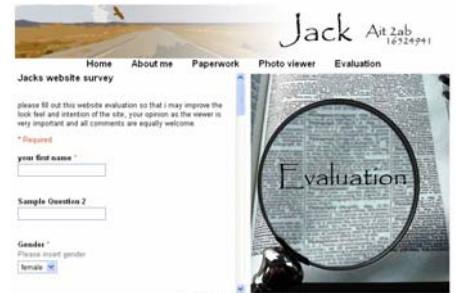 Jack Ait 2ab
16524941
Home About me Paperwork Photo viewer Evaluation
Jacks website survey
please fill out this website evaluation so that i may improve the
look feel and intention of the site, your opinion as the viewer is
very important and all comments are equally welcome.
* Required
your first name *
Sample Question 2
Gender *
Please insert gender
female
Evaluation